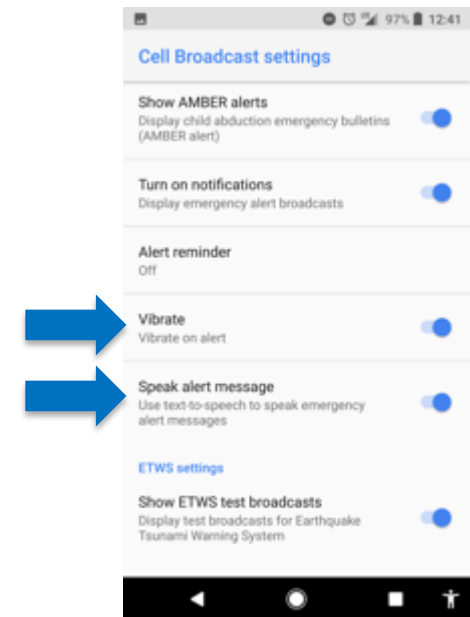 97% 12:41
Cell Broadcast settings
Show AMBER alerts
Display child abduction emergency bulletins
(AMBER alert)
Turn on notifications
Display emergency alert broadcasts
Alert reminder
Off
Vibrate
Vibrate on alert
Speak alert message
Use text-to-speech to speak emergency
alert messages
ETWS settings
Show ETWS test broadcasts
Display test broadcasts for Earthquake
Tsunami Warning System